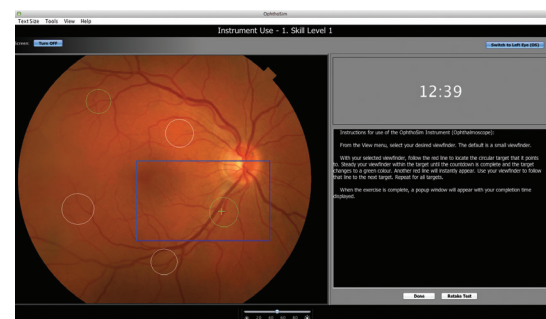 OphthoSim
Text Size Tools View Help
Instrument Use - 1. Skill Level 1
Screen: Turn OFF
Switch to Left Eye (OS)
12:39
Instructions for use of the OphthoSim Instrument (Ophthalmoscope):
From the View menu, select your desired viewfinder. The default is a small viewfinder.
With your selected viewfinder, follow the red line to locate the circular target that it points
to. Steady your viewfinder within the target until the countdown is complete and the target
changes to a green colour. Another red line will instantly appear. Use your viewfinder to follow
that line to the next target. Repeat for all targets.
When the exercise is complete, a popup window will appear with your completion time
displayed.
Done Retake Test
20 40 60 80